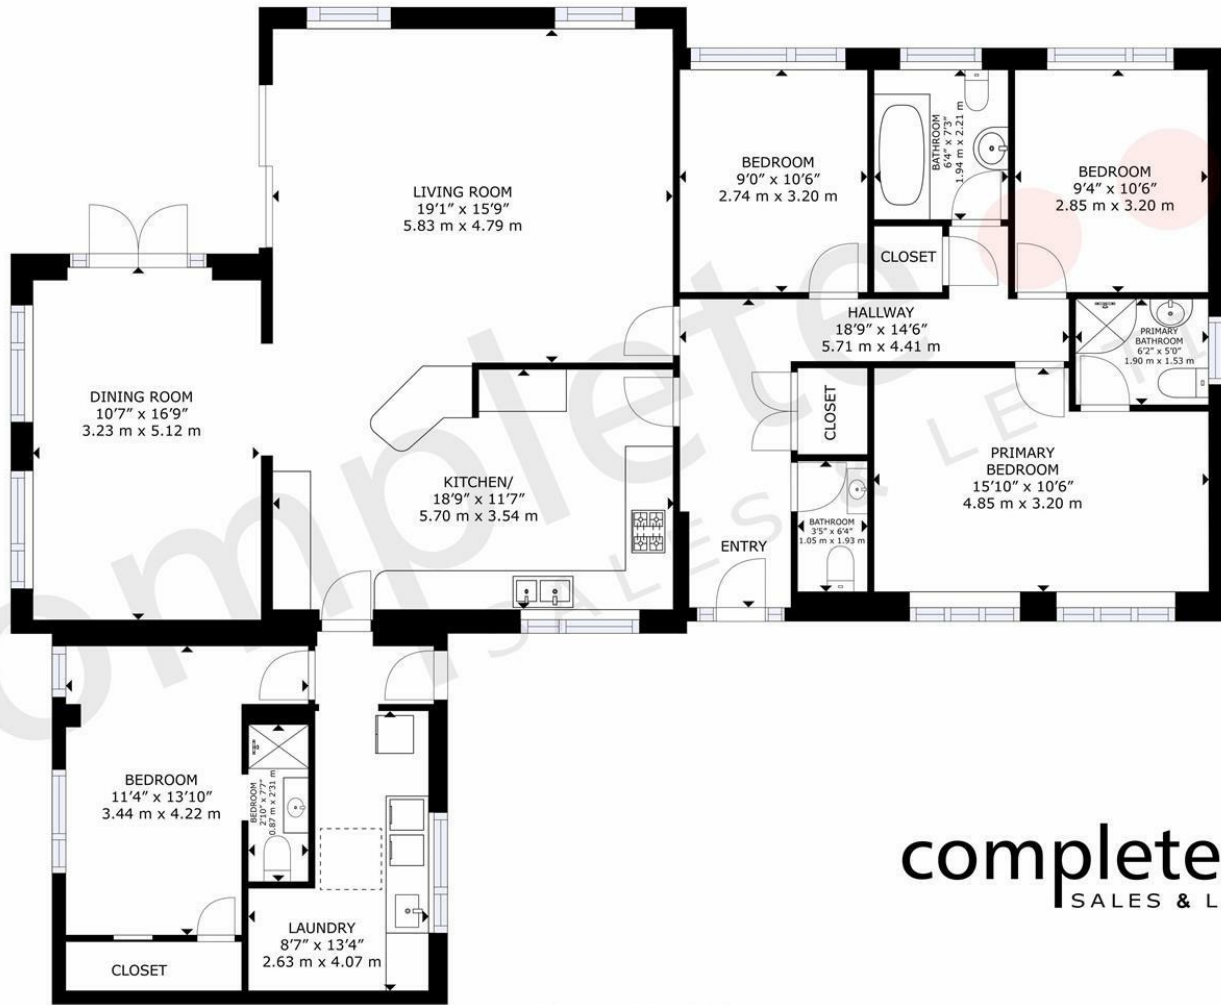 LIVING ROOM
19'1" x 15'9"
5.83 m x 4.79 m
BEDROOM
9'0" x 10'6"
2.74 m x 3.20 m
BATHROOM
6'4" x 7'3"
1.94 m x 2.21 m
BEDROOM
9'4" x 10'6"
2.85 m x 3.20 m
CLOSET
HALLWAY
18'9" x 14'6"
5.71 m x 4.41 m
PRIMARY
BATHROOM
6'2" x 5'0"
1.90 m x 1.53 m
DINING ROOM
10'7" x 16'9"
3.23 m x 5.12 m
KITCHEN/
18'9" x 11'7"
5.70 m x 3.54 m
CLOSET
PRIMARY
BEDROOM
15'10" x 10'6"
4.85 m x 3.20 m
BATHROOM
3'5" x 6'4"
1.05 m x 1.93 m
ENTRY
BEDROOM
11'4" x 13'10"
3.44 m x 4.22 m
BEDROOM
2'10" x 7'7"
0.87 m x 2.31 m
LAUNDRY
8'7" x 13'4"
2.63 m x 4.07 m
CLOSET
complete
SALES & L
omplete
SALES & LET